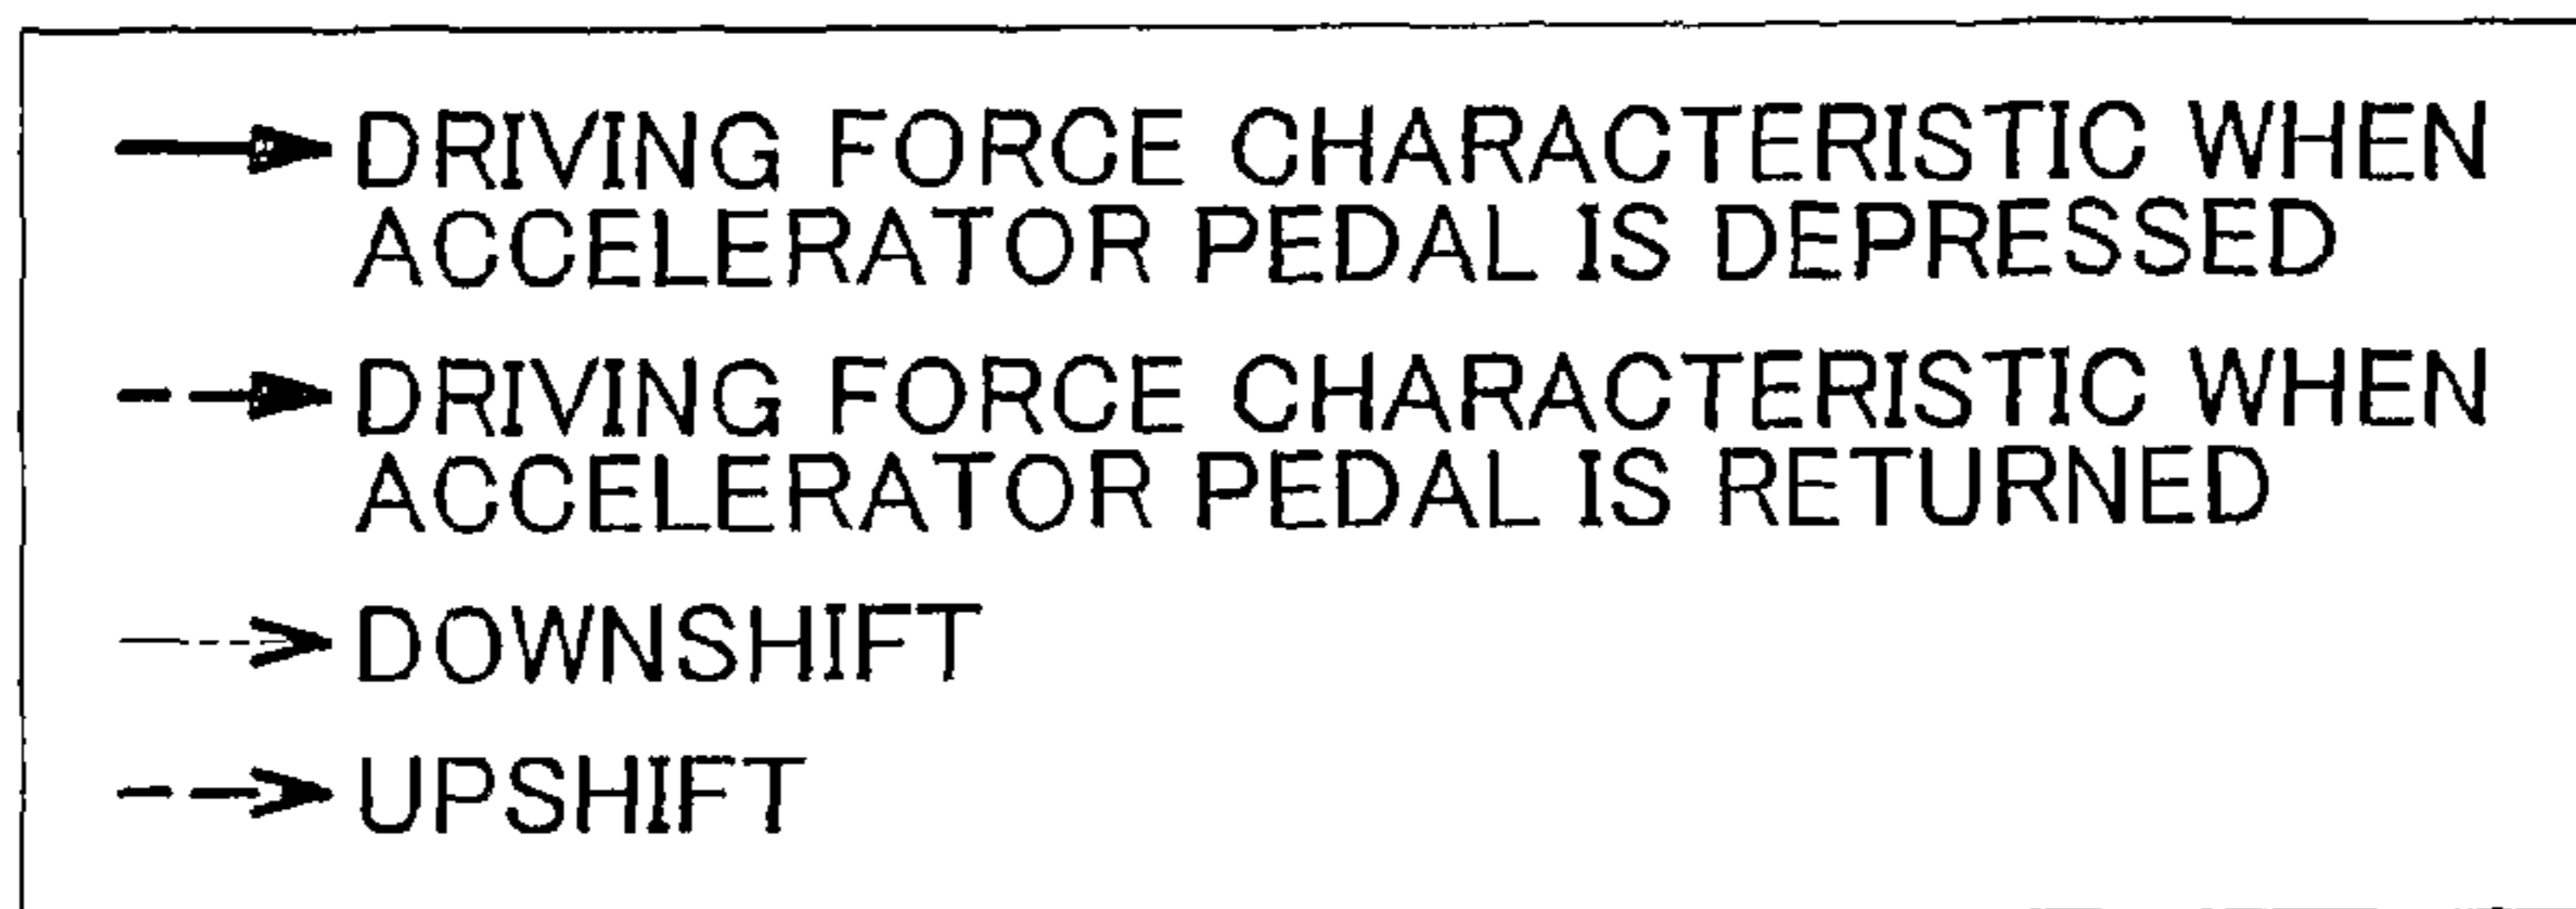 DRIVING FORCE CHARACTERISTIC WHEN
ACCELERATOR PEDAL IS DEPRESSED
DRIVING FORCE CHARACTERISTIC WHEN
ACCELERATOR PEDAL IS RETURNED
DOWNSHIFT
UPSHIFT